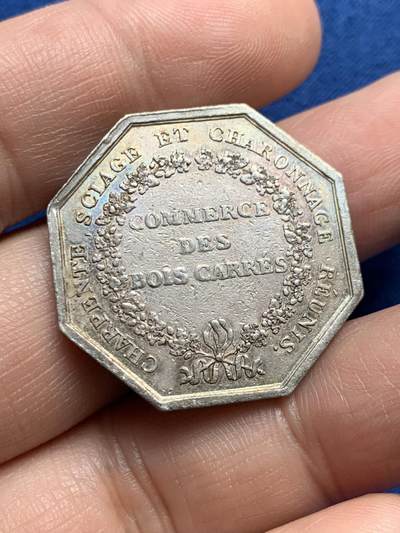 CHARPENTE SCIAGE ET CHARONNAGE REUNIS.
COMMERCE
DES
BOIS CARRÉS